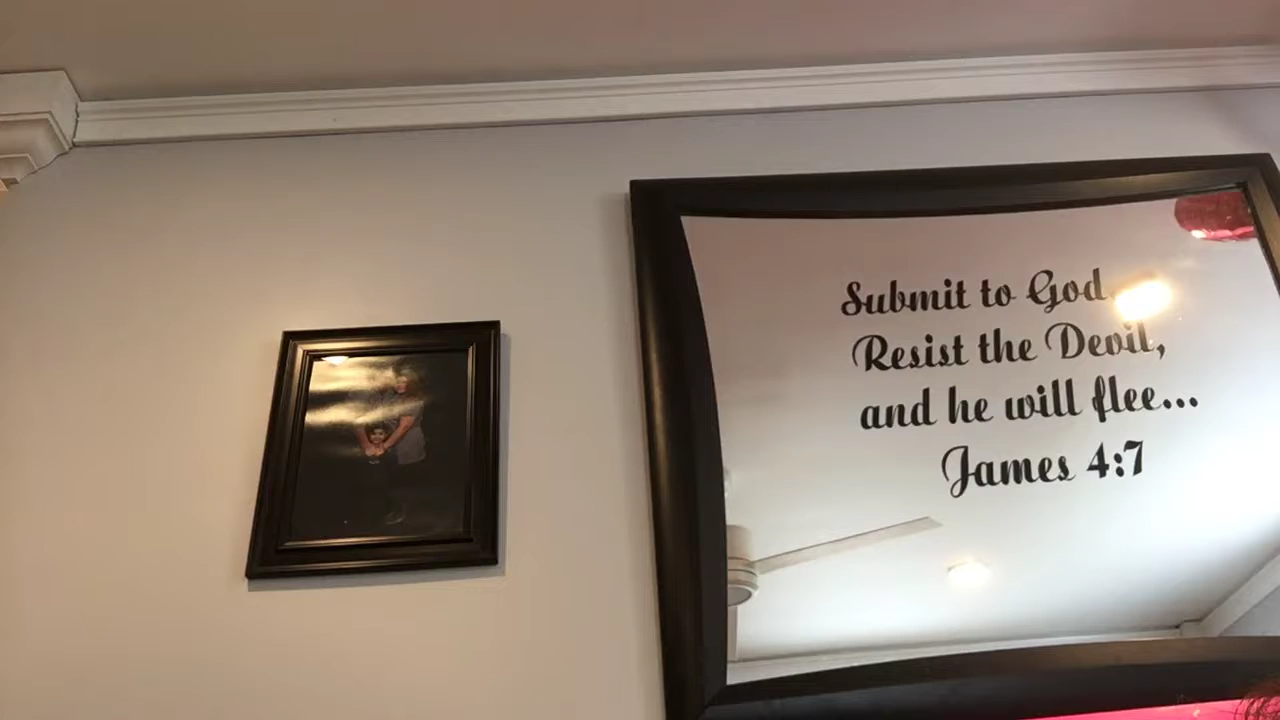 Submit to God
Resist the Devil,
and he will flee...
James 4:7